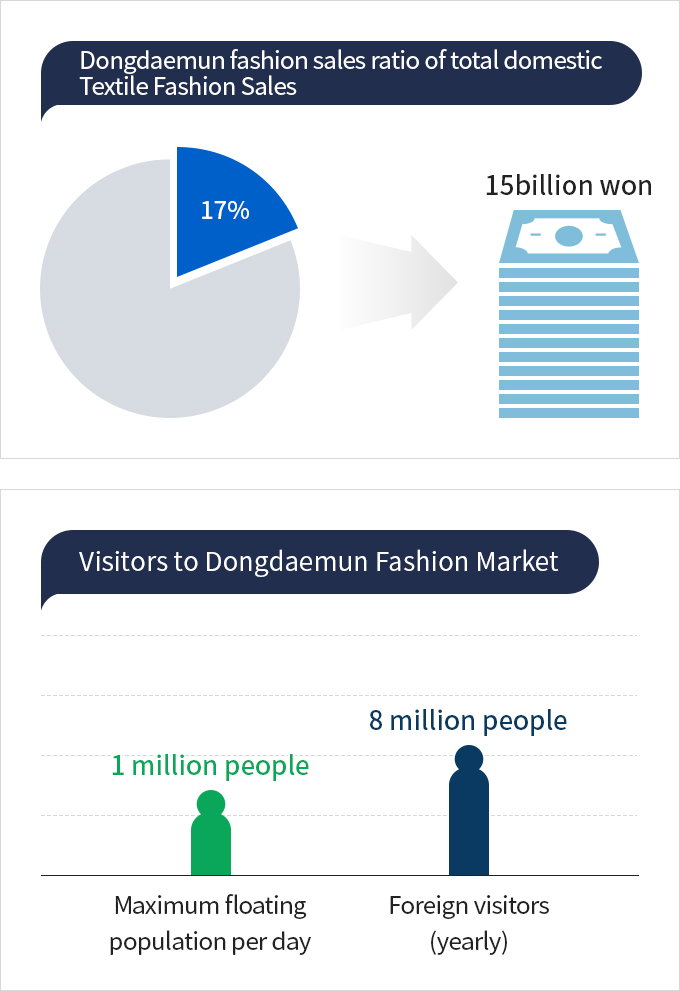 Dongdaemun fashion sales ratio of total domestic
Textile Fashion Sales
17%
15billion won
Visitors to Dongdaemun Fashion Market
1 million people
8 million people
Maximum floating
population per day
Foreign visitors
(yearly)